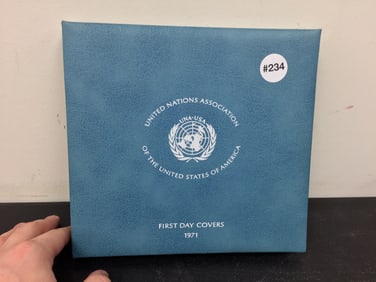 #234
UNITED NATIONS ASSOCIATION
UNA-USA
OF THE UNITED STATES OF AMERICA
FIRST DAY COVERS
1971